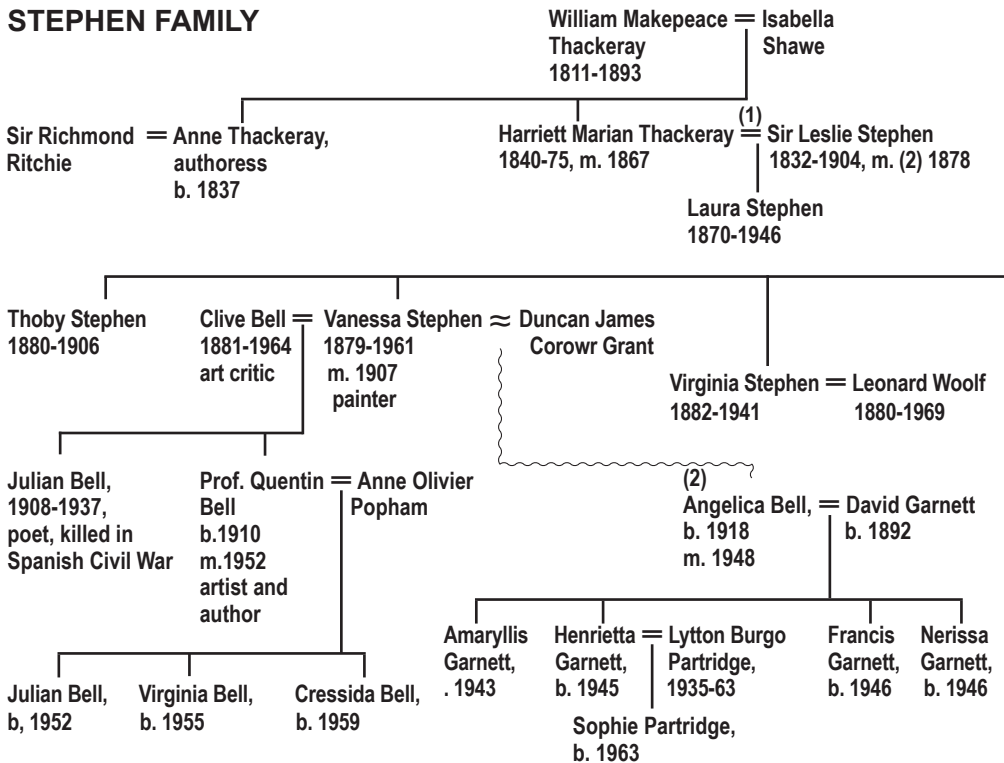 STEPHEN FAMILY
William Makepeace = Isabella
Thackeray Shawe
1811-1893
Sir Richmond = Anne Thackeray,
Ritchie authoress
b. 1837
(1)
Harriett Marian Thackeray = Sir Leslie Stephen
1840-75, m. 1867 1832-1904, m. (2) 1878
Laura Stephen
1870-1946
Thoby Stephen
1880-1906
Clive Bell = Vanessa Stephen ≈ Duncan James
1881-1964 1879-1961 Corowr Grant
art critic m. 1907
painter
Virginia Stephen = Leonard Woolf
1882-1941 1880-1969
Julian Bell,
1908-1937,
poet, killed in
Spanish Civil War
Prof. Quentin = Anne Olivier
Bell Popham
b.1910
m.1952
artist and
author
(2)
Angelica Bell, = David Garnett
b. 1918 b. 1892
m. 1948
Julian Bell,
b, 1952
Virginia Bell,
b. 1955
Cressida Bell,
b. 1959
Amaryllis
Garnett,
. 1943
Henrietta = Lytton Burgo
Garnett, Partridge,
b. 1945 1935-63
Francis
Garnett,
b. 1946
Nerissa
Garnett,
b. 1946
Sophie Partridge,
b. 1963